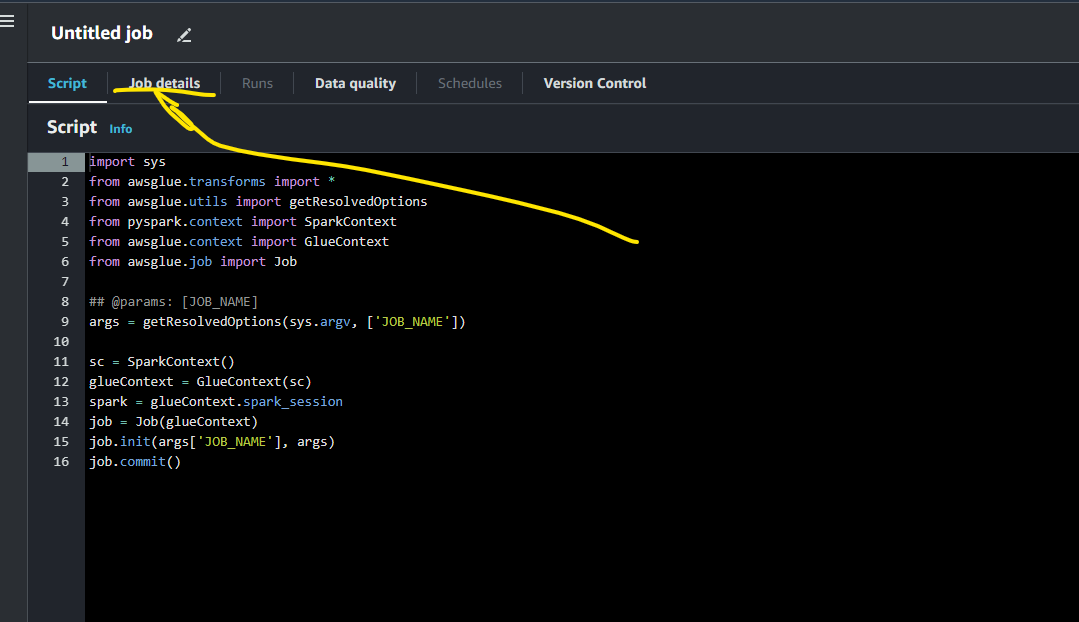 Untitled job
Script Job details Runs Data quality Schedules Version Control
Script Info
1 import sys
2 from awsglue.transforms import *
3 from awsglue.utils import getResolvedOptions
4 from pyspark.context import SparkContext
5 from awsglue.context import GlueContext
6 from awsglue.job import Job
7
8 ## @params: [JOB_NAME]
9 args = getResolvedOptions(sys.argv, ['JOB_NAME'])
10
11 sc = SparkContext()
12 glueContext = GlueContext(sc)
13 spark = glueContext.spark_session
14 job = Job(glueContext)
15 job.init(args['JOB_NAME'], args)
16 job.commit()